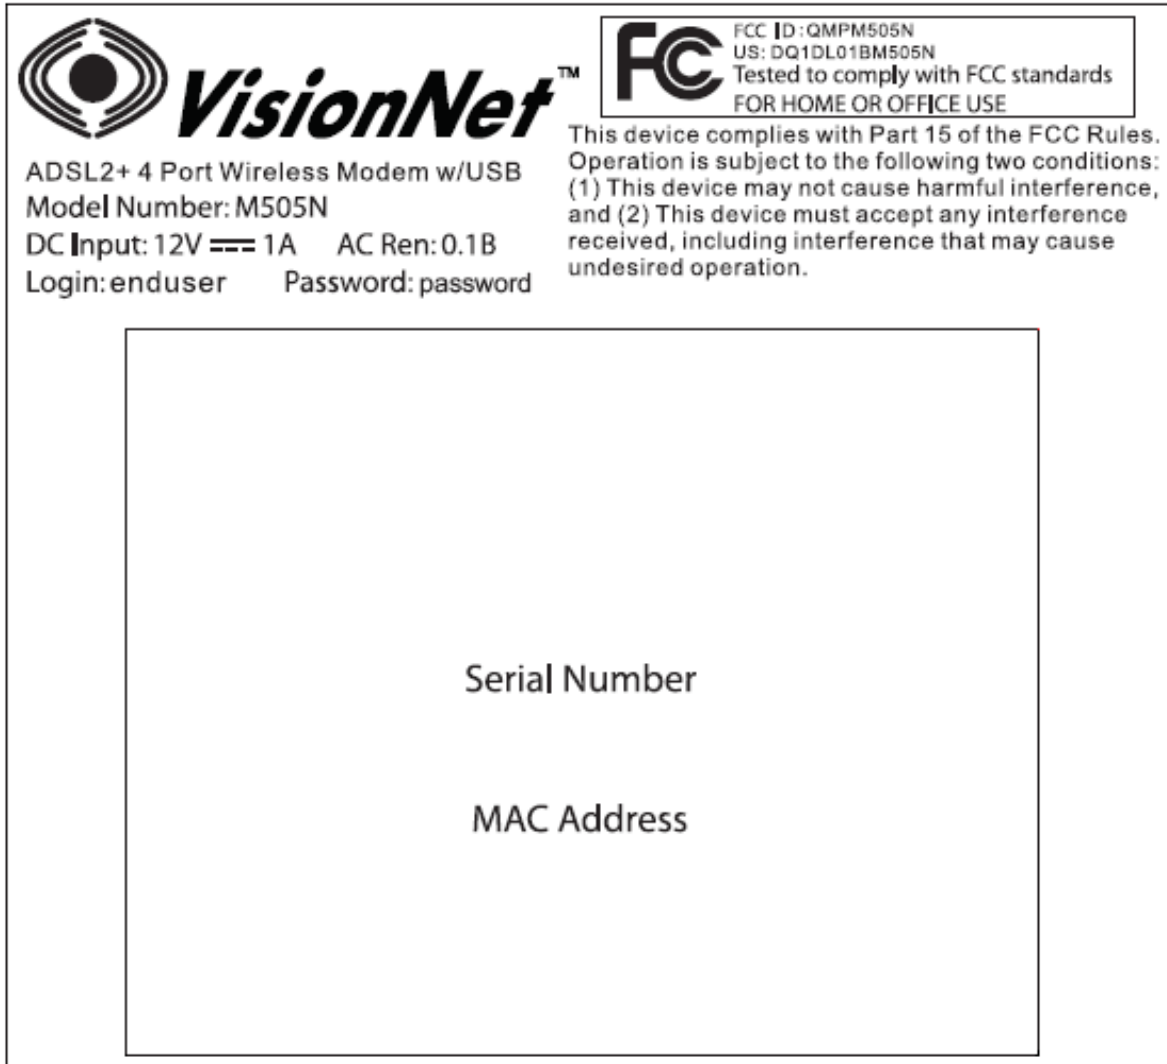 VisionNet™
ADSL2+ 4 Port Wireless Modem w/USB
Model Number: M505N
DC Input: 12V ⎓ 1A AC Ren: 0.1B
Login: enduser Password: password
FC
FCC ID: QMPM505N
US: DQ1DL01BM505N
Tested to comply with FCC standards
FOR HOME OR OFFICE USE
This device complies with Part 15 of the FCC Rules.
Operation is subject to the following two conditions:
(1) This device may not cause harmful interference,
and (2) This device must accept any interference
received, including interference that may cause
undesired operation.
Serial Number
MAC Address